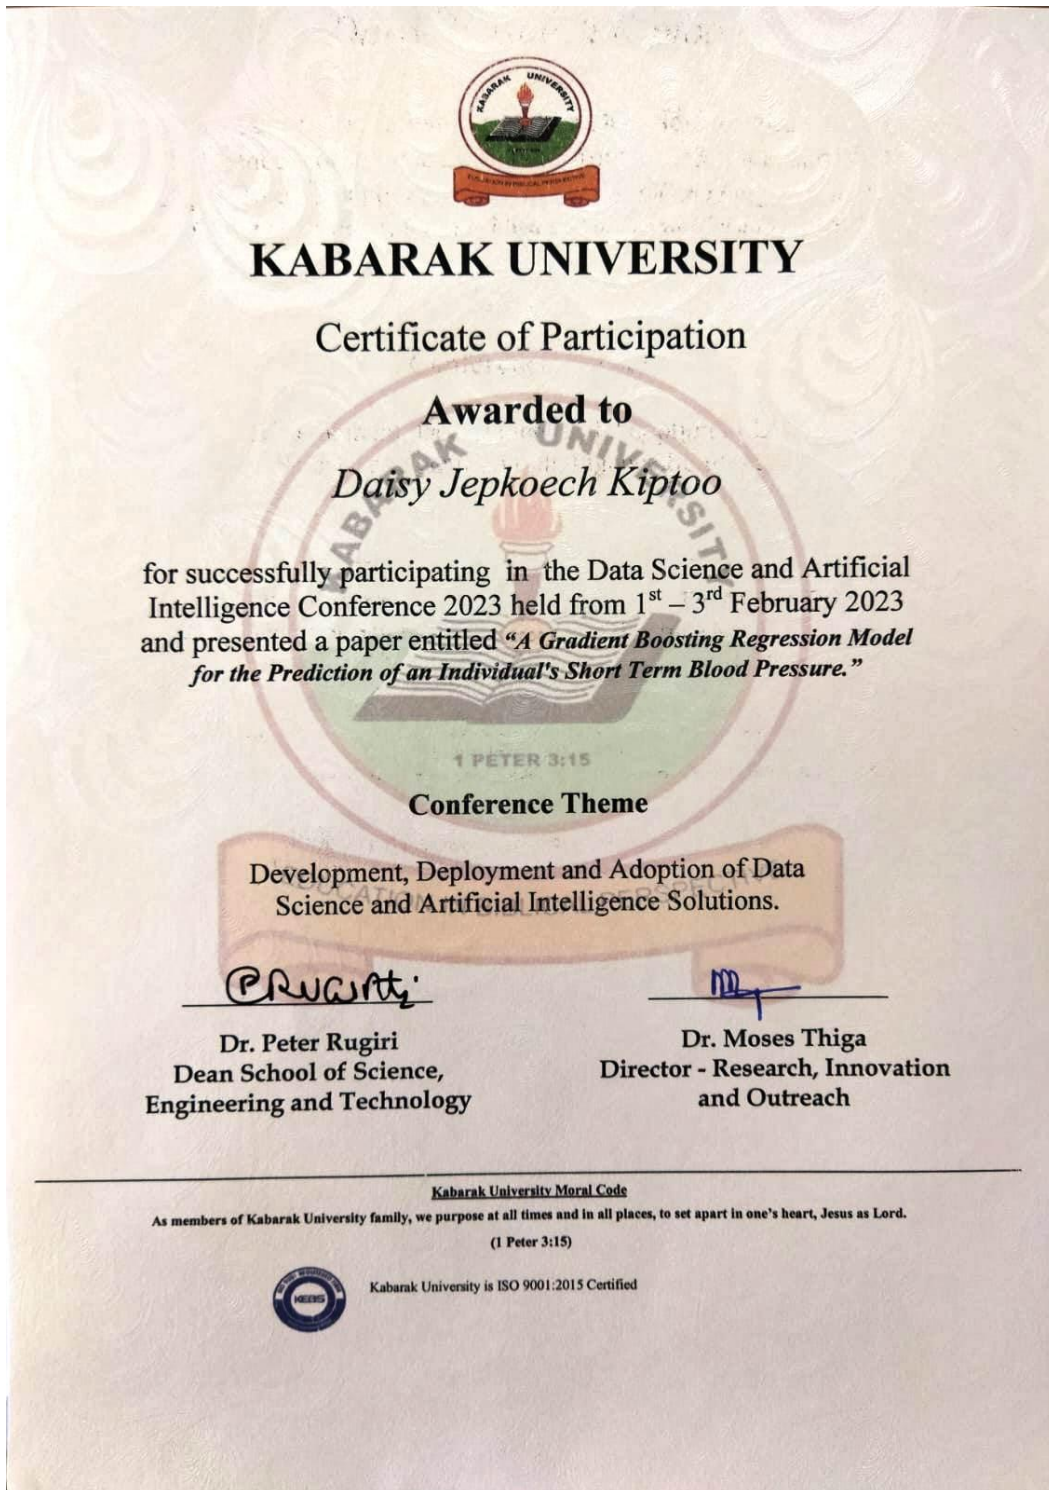 KABARAK UNIVERSITY
KABARAK UNIVERSITY
Certificate of Participation
Awarded to
Daisy Jepkoech Kiptoo
for successfully participating in the Data Science and Artificial
Intelligence Conference 2023 held from 1st – 3rd February 2023
and presented a paper entitled “A Gradient Boosting Regression Model
for the Prediction of an Individual's Short Term Blood Pressure.”
KABARAK UNIVERSITY
1 PETER 3:15
Conference Theme
Development, Deployment and Adoption of Data
Science and Artificial Intelligence Solutions.
PRugiri
Dr. Peter Rugiri
Dean School of Science,
Engineering and Technology
Dr. Moses Thiga
Director - Research, Innovation
and Outreach
Kabarak University Moral Code
As members of Kabarak University family, we purpose at all times and in all places, to set apart in one’s heart, Jesus as Lord.
(1 Peter 3:15)
KEBS
Kabarak University is ISO 9001:2015 Certified